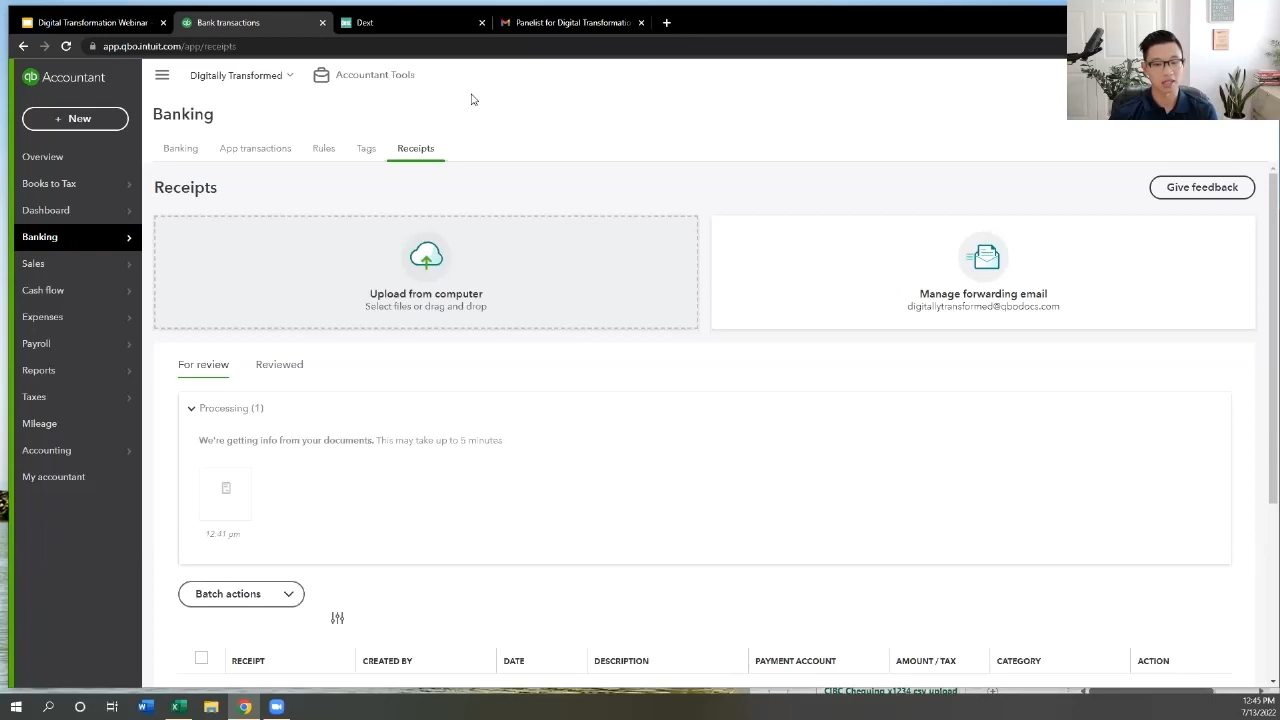 Digital Transformation Webinar
Bank transactions
Dext
Panelist for Digital Transformatio
app.qbo.intuit.com/app/receipts
qb Accountant
Digitally Transformed
Accountant Tools
+ New
Banking
Banking
App transactions
Rules
Tags
Receipts
Overview
Books to Tax
Dashboard
Banking
Sales
Cash flow
Expenses
Payroll
Reports
Taxes
Mileage
Accounting
My accountant
Receipts
Give feedback
Upload from computer
Select files or drag and drop
Manage forwarding email
digitallytransformed@qbodocs.com
For review
Reviewed
Processing (1)
We're getting info from your documents. This may take up to 5 minutes
12:41 pm
Batch actions
RECEIPT
CREATED BY
DATE
DESCRIPTION
PAYMENT ACCOUNT
AMOUNT / TAX
CATEGORY
ACTION
CIBC Chequing x1234 csv upload
12:45 PM
7/13/2022